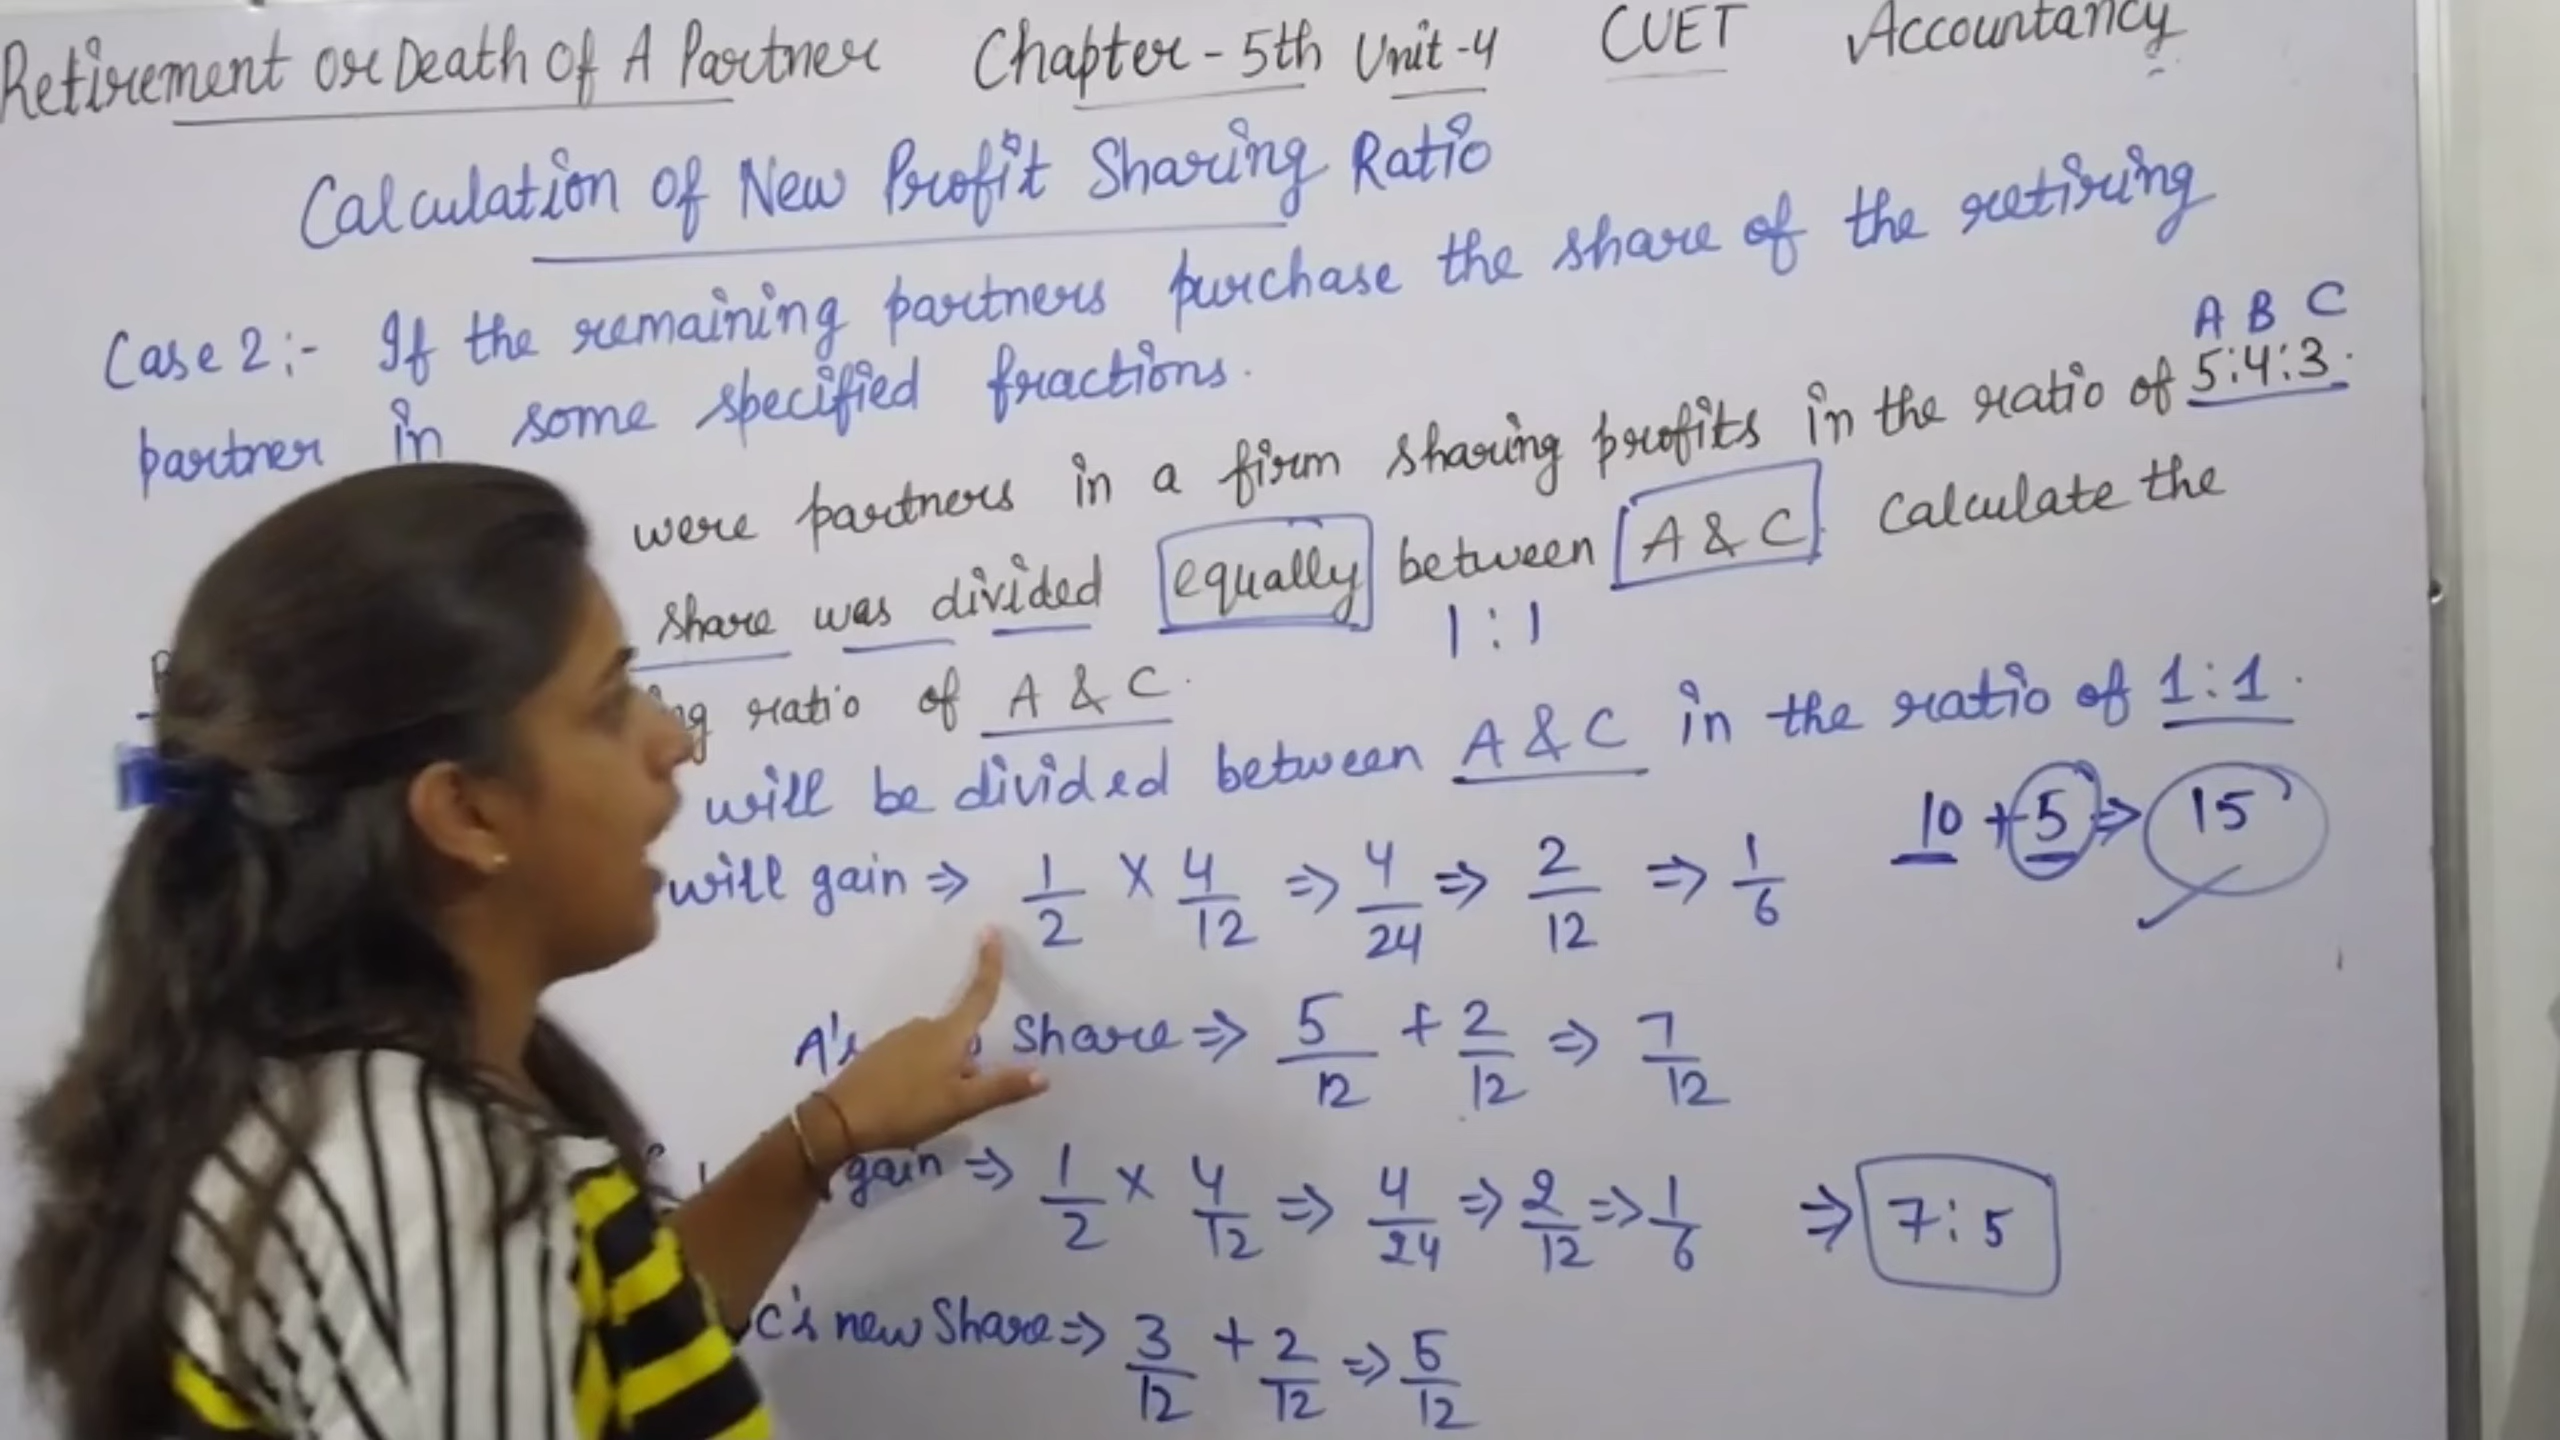 Retirement or Death Of A Partner Chapter - 5th Unit-4 CUET Accountancy
Calculation of New Profit Sharing Ratio
Case 2:- If the remaining partners purchase the share of the retiring
partner in some specified fractions.
A B C
were partners in a firm sharing profits in the ratio of 5:4:3.
share was divided equally between A & C. Calculate the
1:1
ratio of A & C.
will be divided between A & C in the ratio of 1:1.
10 + 5 ⇒ 15
will gain ⇒ 1/2 × 4/12 ⇒ 4/24 ⇒ 2/12 ⇒ 1/6
Share ⇒ 5/12 + 2/12 ⇒ 7/12
gain ⇒ 1/2 × 4/12 ⇒ 4/24 ⇒ 2/12 ⇒ 1/6 ⇒ 7:5
C's new Share ⇒ 3/12 + 2/12 ⇒ 5/12